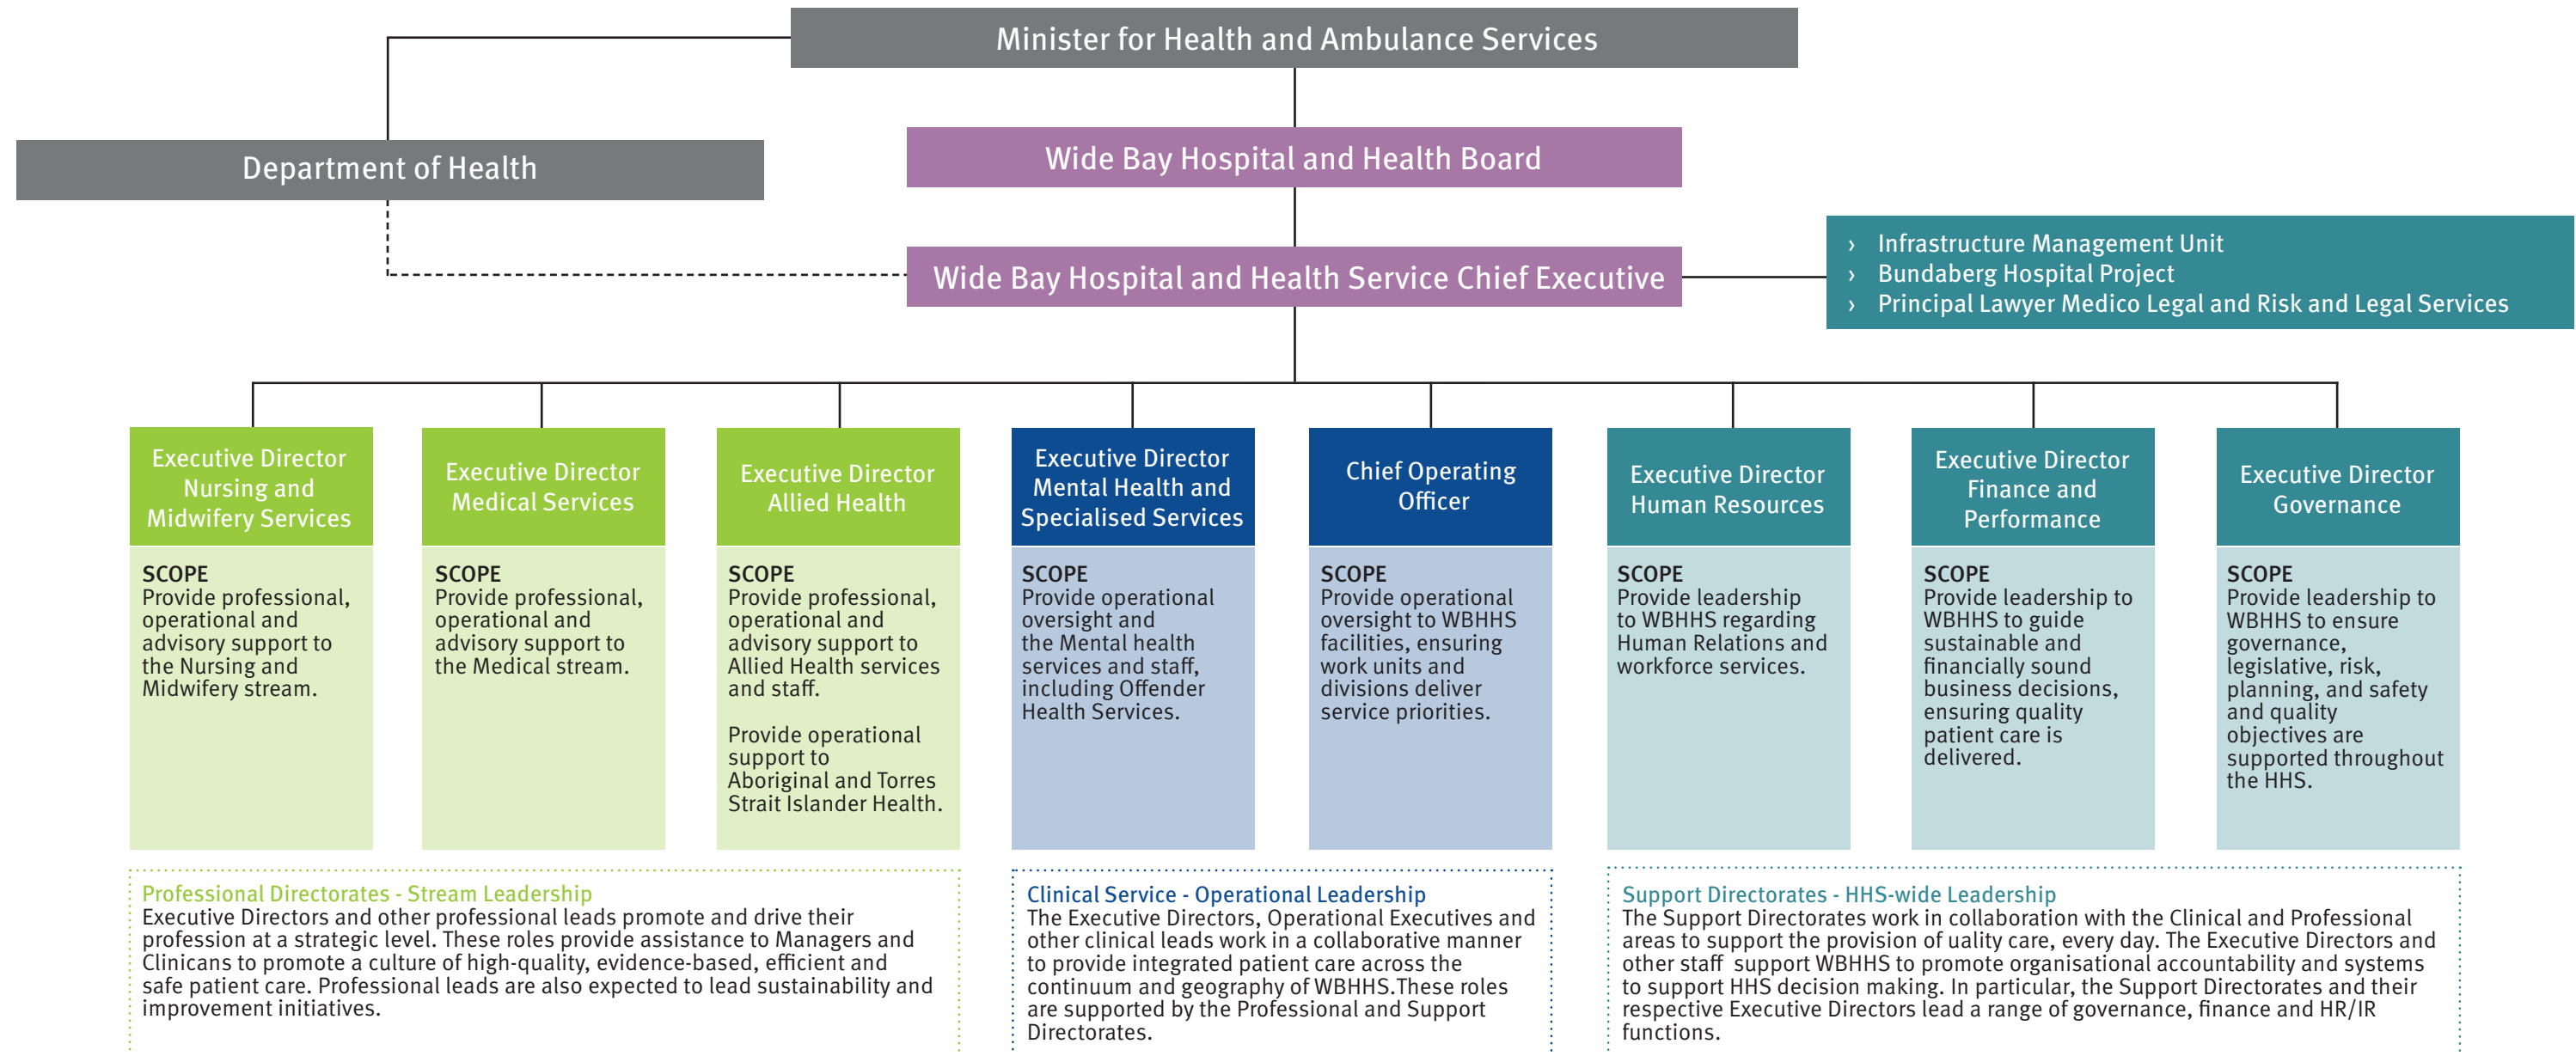 Minister for Health and Ambulance Services
Department of Health
Wide Bay Hospital and Health Board
Wide Bay Hospital and Health Service Chief Executive
› Infrastructure Management Unit
› Bundaberg Hospital Project
› Principal Lawyer Medico Legal and Risk and Legal Services
Executive Director
Nursing and
Midwifery Services
SCOPE
Provide professional,
operational and
advisory support to
the Nursing and
Midwifery stream.
Executive Director
Medical Services
SCOPE
Provide professional,
operational and
advisory support to
the Medical stream.
Executive Director
Allied Health
SCOPE
Provide professional,
operational and
advisory support to
Allied Health services
and staff.
Provide operational
support to
Aboriginal and Torres
Strait Islander Health.
Executive Director
Mental Health and
Specialised Services
SCOPE
Provide operational
oversight and
the Mental health
services and staff,
including Offender
Health Services.
Chief Operating
Officer
SCOPE
Provide operational
oversight to WBHHS
facilities, ensuring
work units and
divisions deliver
service priorities.
Executive Director
Human Resources
SCOPE
Provide leadership
to WBHHS regarding
Human Relations and
workforce services.
Executive Director
Finance and
Performance
SCOPE
Provide leadership to
WBHHS to guide
sustainable and
financially sound
business decisions,
ensuring quality
patient care is
delivered.
Executive Director
Governance
SCOPE
Provide leadership to
WBHHS to ensure
governance,
legislative, risk,
planning, and safety
and quality
objectives are
supported throughout
the HHS.
Professional Directorates - Stream Leadership
Executive Directors and other professional leads promote and drive their
profession at a strategic level. These roles provide assistance to Managers and
Clinicans to promote a culture of high-quality, evidence-based, efficient and
safe patient care. Professional leads are also expected to lead sustainability and
improvement initiatives.
Clinical Service - Operational Leadership
The Executive Directors, Operational Executives and
other clinical leads work in a collaborative manner
to provide integrated patient care across the
continuum and geography of WBHHS.These roles
are supported by the Professional and Support
Directorates.
Support Directorates - HHS-wide Leadership
The Support Directorates work in collaboration with the Clinical and Professional
areas to support the provision of uality care, every day. The Executive Directors and
other staff support WBHHS to promote organisational accountability and systems
to support HHS decision making. In particular, the Support Directorates and their
respective Executive Directors lead a range of governance, finance and HR/IR
functions.